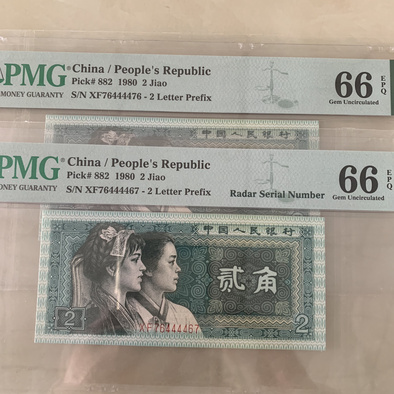 PMG
MONEY GUARANTY
China / People's Republic
Pick# 882 1980 2 Jiao
S/N XF76444476 - 2 Letter Prefix
66 EPQ
Gem Uncirculated
中国人民银行
PMG
MONEY GUARANTY
China / People's Republic
Pick# 882 1980 2 Jiao
S/N XF76444467 - 2 Letter Prefix
Radar Serial Number
66 EPQ
Gem Uncirculated
中国人民银行
贰角
XF76444467
2
2